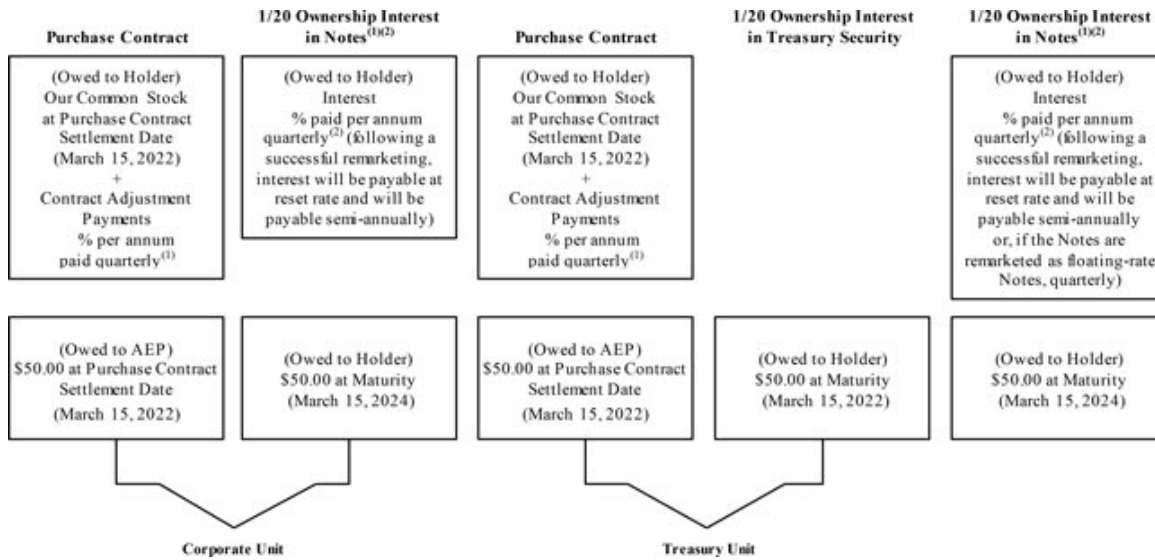 Purchase Contract
1/20 Ownership Interest
in Notes(1)(2)
Purchase Contract
1/20 Ownership Interest
in Treasury Security
1/20 Ownership Interest
in Notes(1)(2)
(Owed to Holder)
Our Common Stock
at Purchase Contract
Settlement Date
(March 15, 2022)
+
Contract Adjustment
Payments
% per annum
paid quarterly(1)
(Owed to Holder)
Interest
% paid per annum
quarterly(2) (following a
successful remarketing,
interest will be payable at
reset rate and will be
payable semi-annually)
(Owed to Holder)
Our Common Stock
at Purchase Contract
Settlement Date
(March 15, 2022)
+
Contract Adjustment
Payments
% per annum
paid quarterly(1)
(Owed to Holder)
Interest
% paid per annum
quarterly(2) (following a
successful remarketing,
interest will be payable at
reset rate and will be
payable semi-annually
or, if the Notes are
remarketed as floating-rate
Notes, quarterly)
(Owed to AEP)
$50.00 at Purchase Contract
Settlement Date
(March 15, 2022)
(Owed to Holder)
$50.00 at Maturity
(March 15, 2024)
(Owed to AEP)
$50.00 at Purchase Contract
Settlement Date
(March 15, 2022)
(Owed to Holder)
$50.00 at Maturity
(March 15, 2022)
(Owed to Holder)
$50.00 at Maturity
(March 15, 2024)
Corporate Unit
Treasury Unit